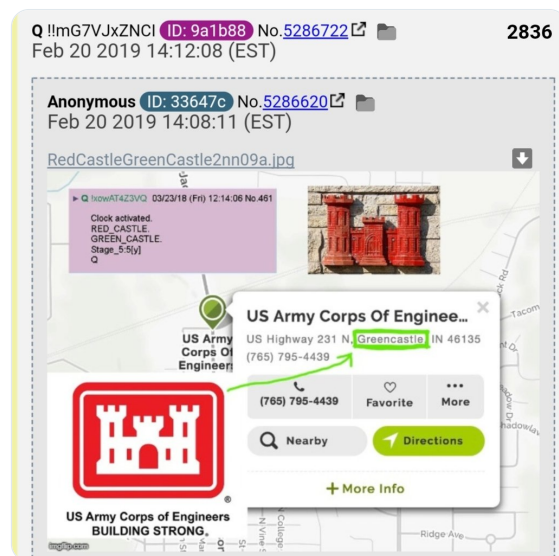 Q !!mG7VJxZNCI ID: 9a1b88 No.5286722 2836
Feb 20 2019 14:12:08 (EST)
Anonymous ID: 33647c No.5286620
Feb 20 2019 14:08:11 (EST)
RedCastleGreenCastle2nn09a.jpg
► Q !xowAT4Z3VQ 03/23/18 (Fri) 12:14:06 No.461
Clock activated.
RED_CASTLE.
GREEN_CASTLE.
Stage_5:5[y]
Q
US Army
Corps Of
Engineer
US Army Corps Of Enginee...
US Highway 231 N, Greencastle, IN 46135
(765) 795-4439
(765) 795-4439
Favorite
More
Nearby
Directions
+ More Info
US Army Corps of Engineers
BUILDING STRONG®
imgflip.com
Rd
Tacom
Ridge Ave
N College
N Vine S